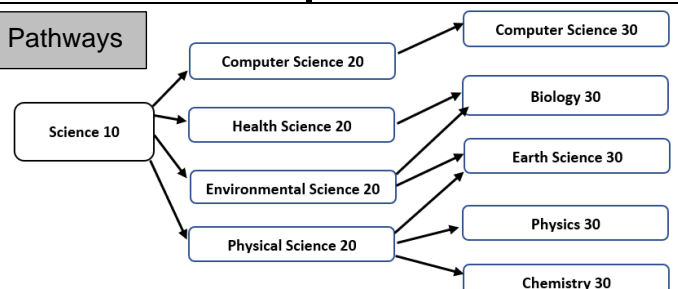 Pathways
Computer Science 30
Computer Science 20
Biology 30
Science 10
Health Science 20
Earth Science 30
Environmental Science 20
Physics 30
Physical Science 20
Chemistry 30